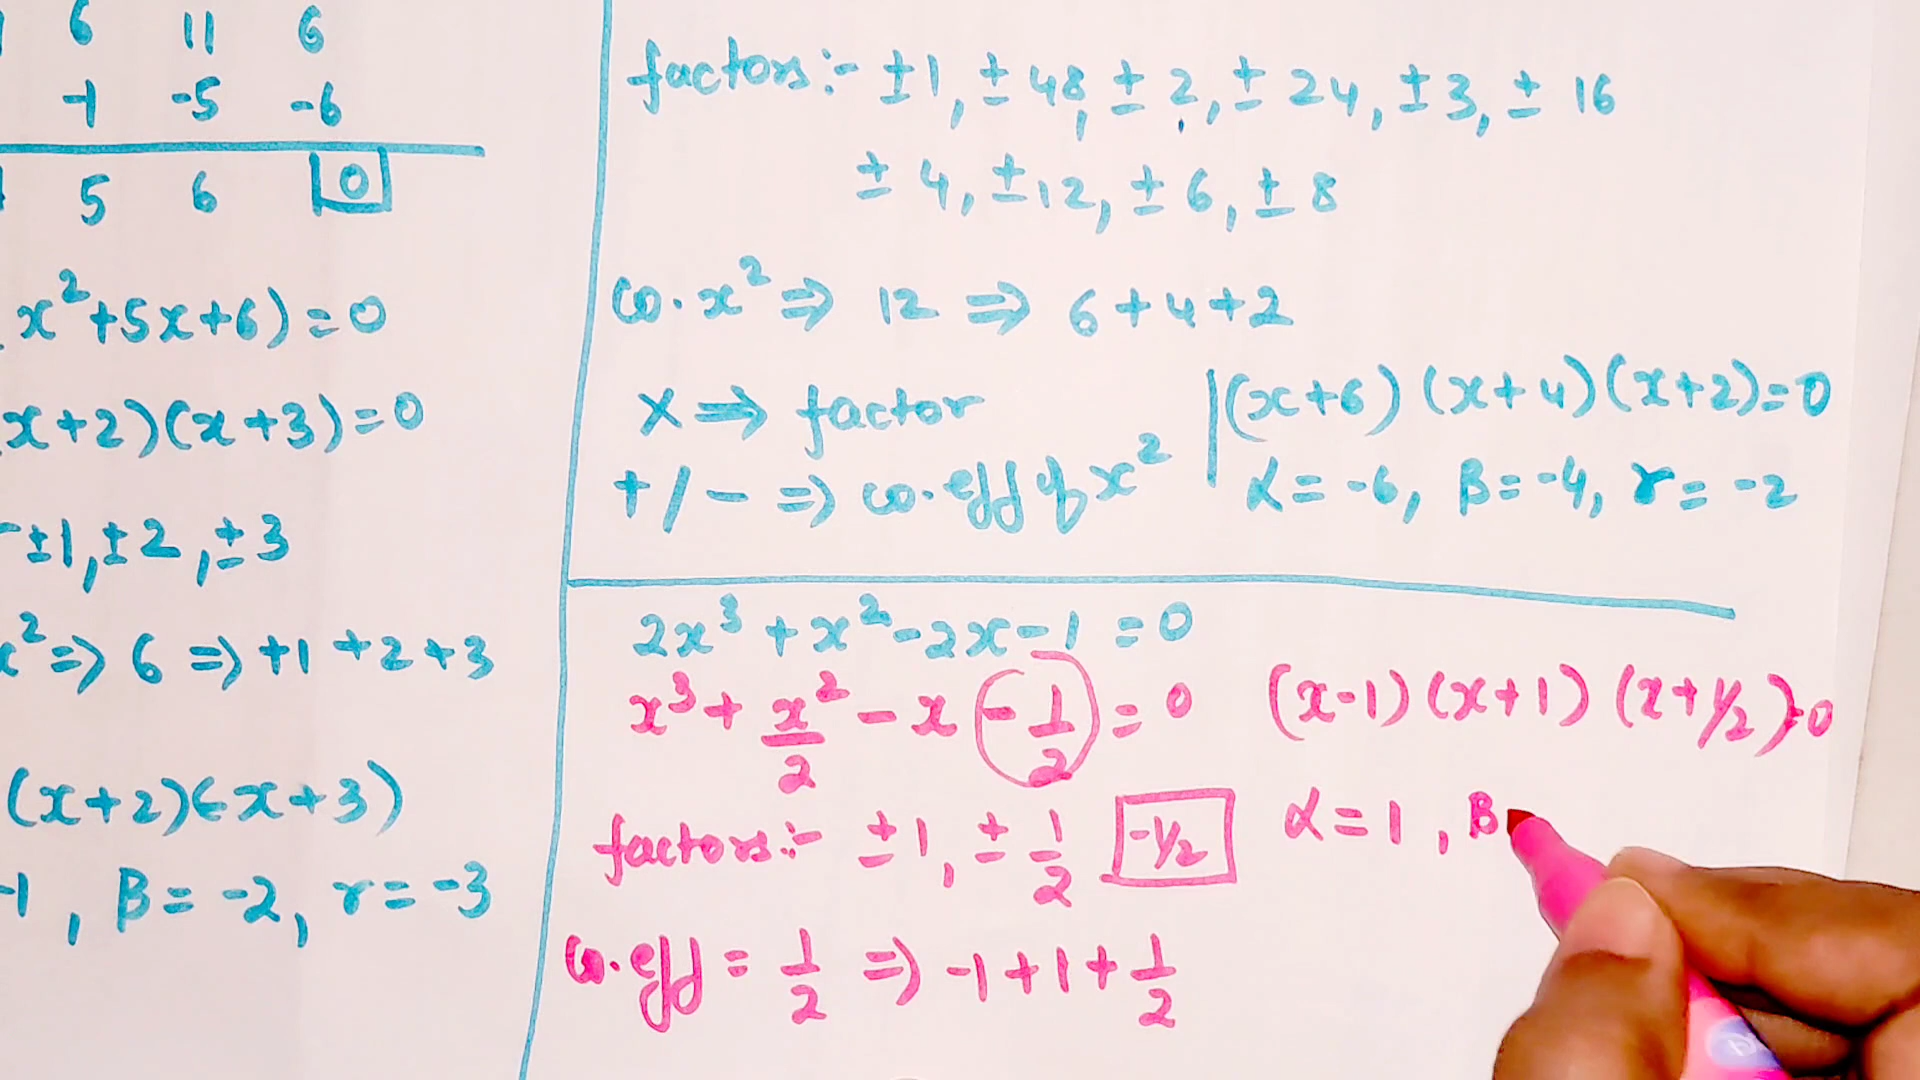 6 11 6
-1 -5 -6
5 6 0
x²+5x+6)=0
x+2)(x+3)=0
±1,±2,±3
x²⇒ 6 ⇒ +1 +2+3
(x+2)(x+3)
-1, β= -2, r= -3
factors:- ±1, ±48, ±2, ±24, ±3, ± 16
± 4, ±12, ± 6, ± 8
co.x² ⇒ 12 ⇒ 6+4+2
x ⇒ factor
+/- ⇒ co.eff of x²
(x+6)(x+4)(x+2)=0
α= -6, β= -4, r= -2
2x³+x²-2x-1=0
x³+ x²/2 - x - 1/2 = 0
factors:- ±1, ± 1/2 -1/2
co.eff = 1/2 ⇒ -1+1+ 1/2
(x-1)(x+1)(x+1/2)=0
α=1, β